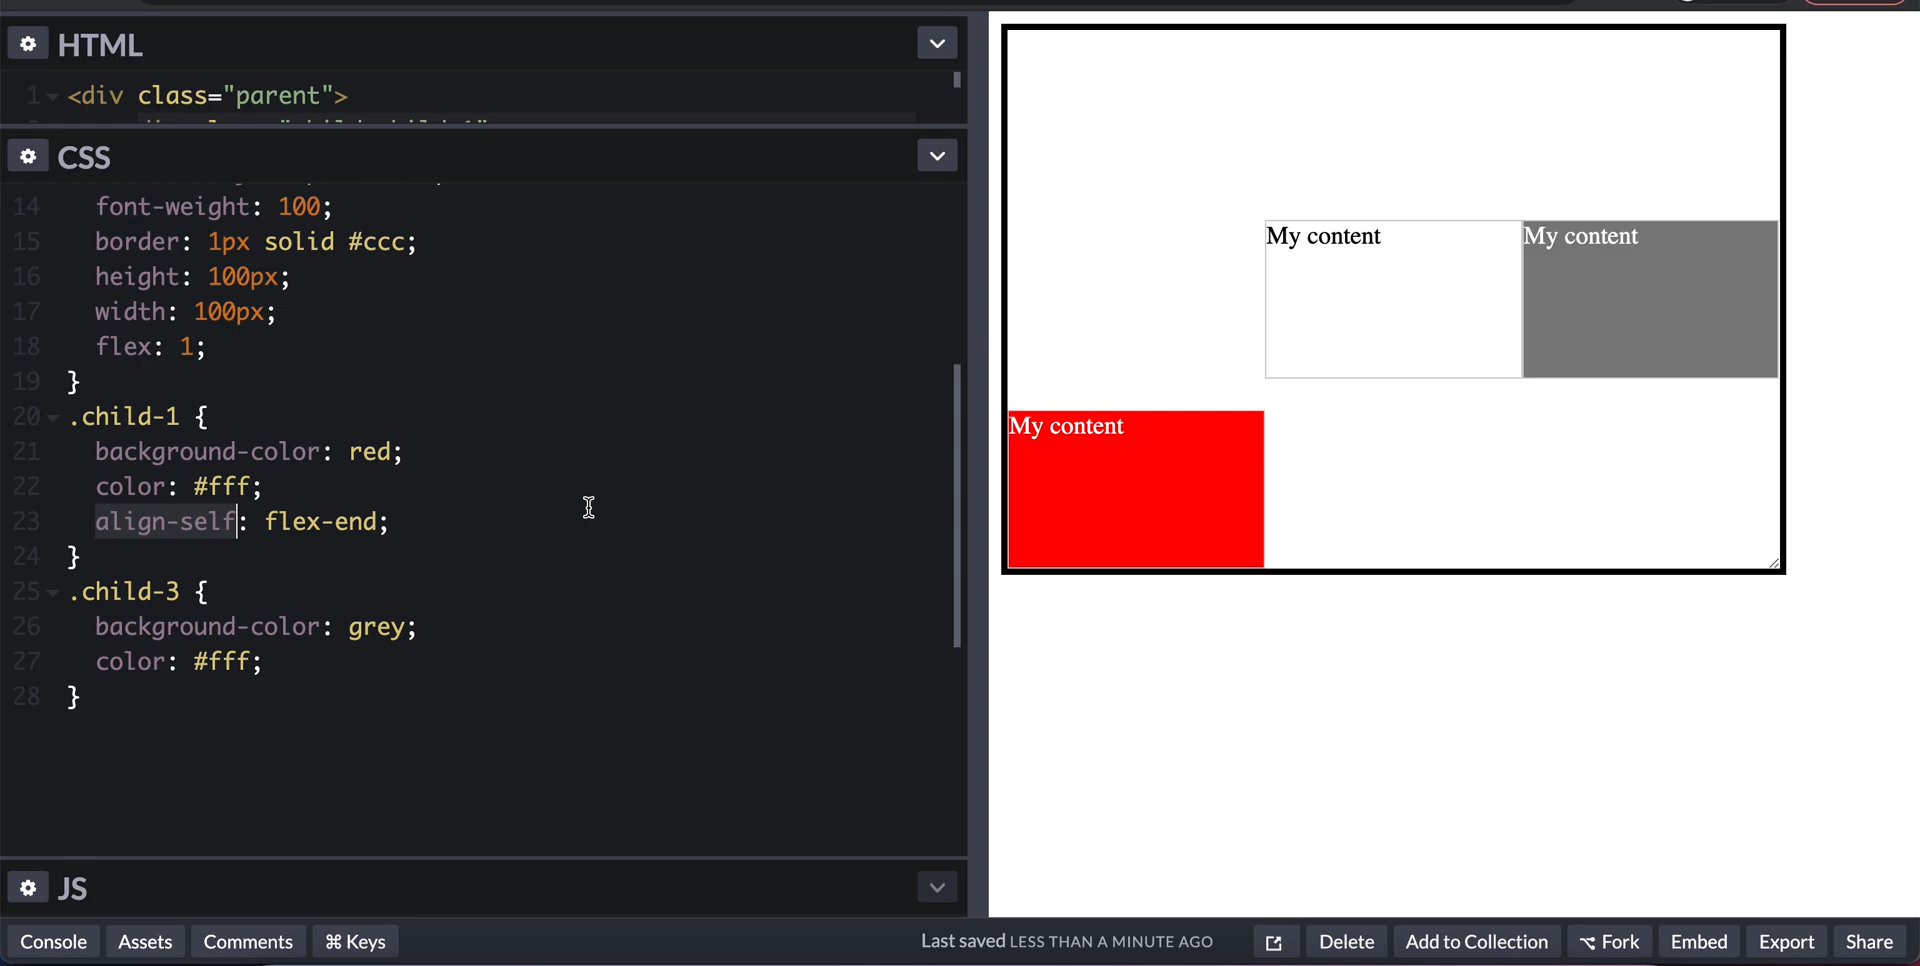 HTML
1 <div class="parent">
CSS
14 font-weight: 100;
15 border: 1px solid #ccc;
16 height: 100px;
17 width: 100px;
18 flex: 1;
19 }
20 .child-1 {
21 background-color: red;
22 color: #fff;
23 align-self: flex-end;
24 }
25 .child-3 {
26 background-color: grey;
27 color: #fff;
28 }
JS
My content
My content
My content
Console Assets Comments ⌘ Keys Last saved LESS THAN A MINUTE AGO Delete Add to Collection ⌥ Fork Embed Export Share